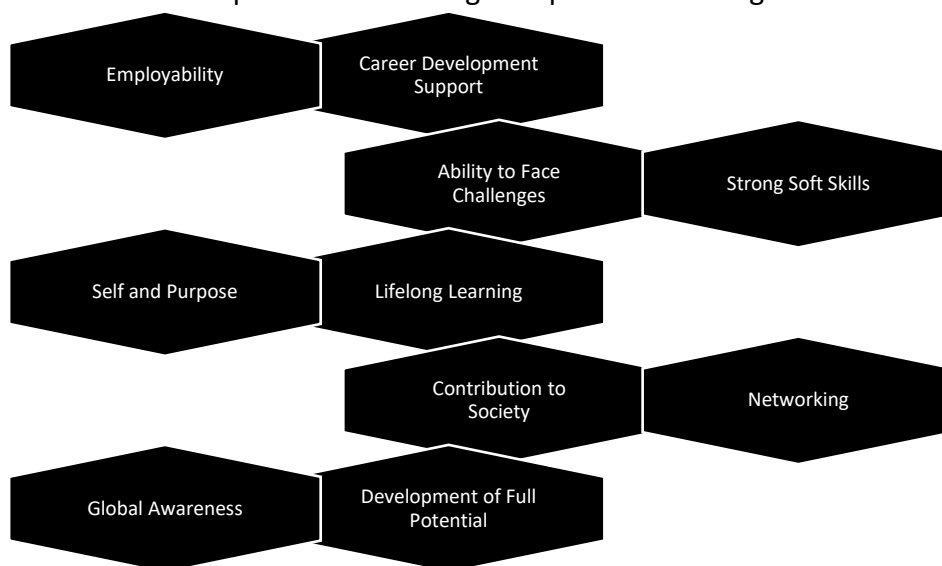 Employability
Career Development
Support
Ability to Face
Challenges
Strong Soft Skills
Self and Purpose
Lifelong Learning
Contribution to
Society
Networking
Global Awareness
Development of Full
Potential